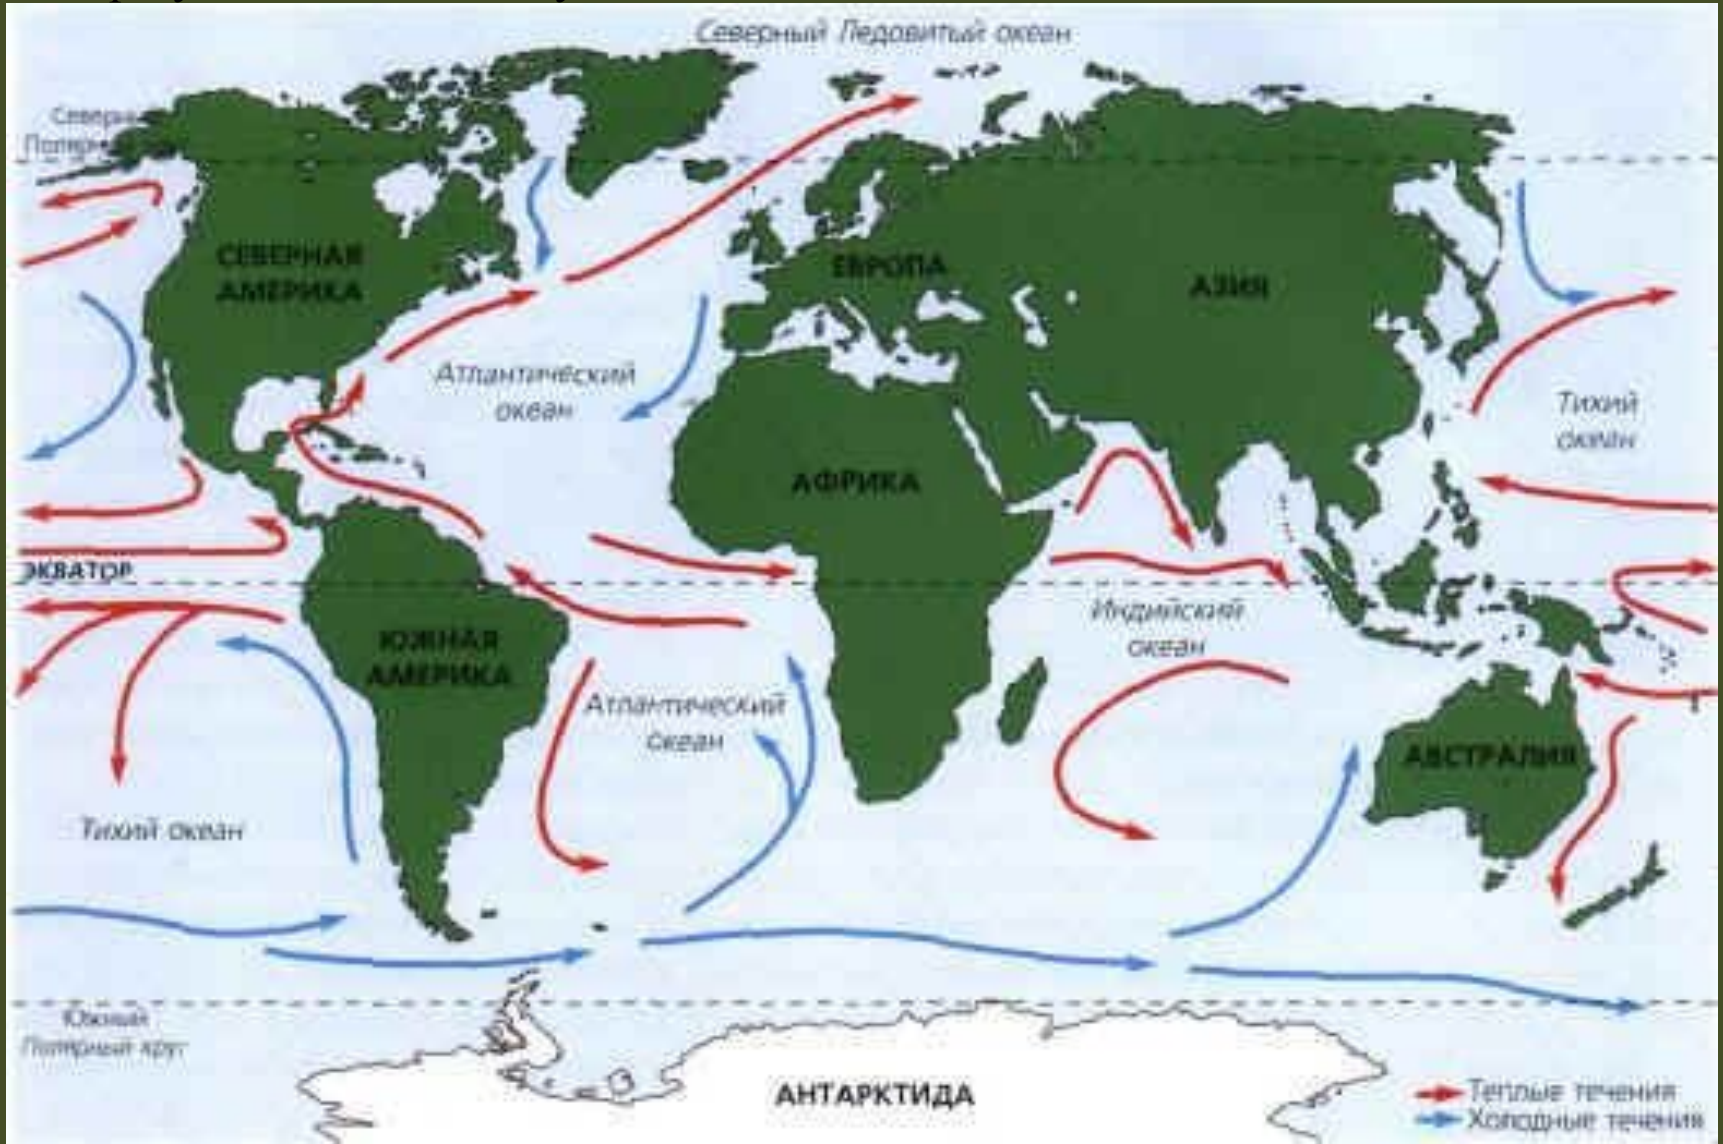 Северный Ледовитый океан
СЕВЕРНАЯ
АМЕРИКА
ЕВРОПА
АЗИЯ
Атлантический
океан
Тихий
океан
АФРИКА
ЭКВАТОР
Индийский
океан
ЮЖНАЯ
АМЕРИКА
Атлантический
Океан
АВСТРАЛИЯ
Тихий океан
Южный
Полярный круг
АНТАРКТИДА
Теплые течения
Холодные течения